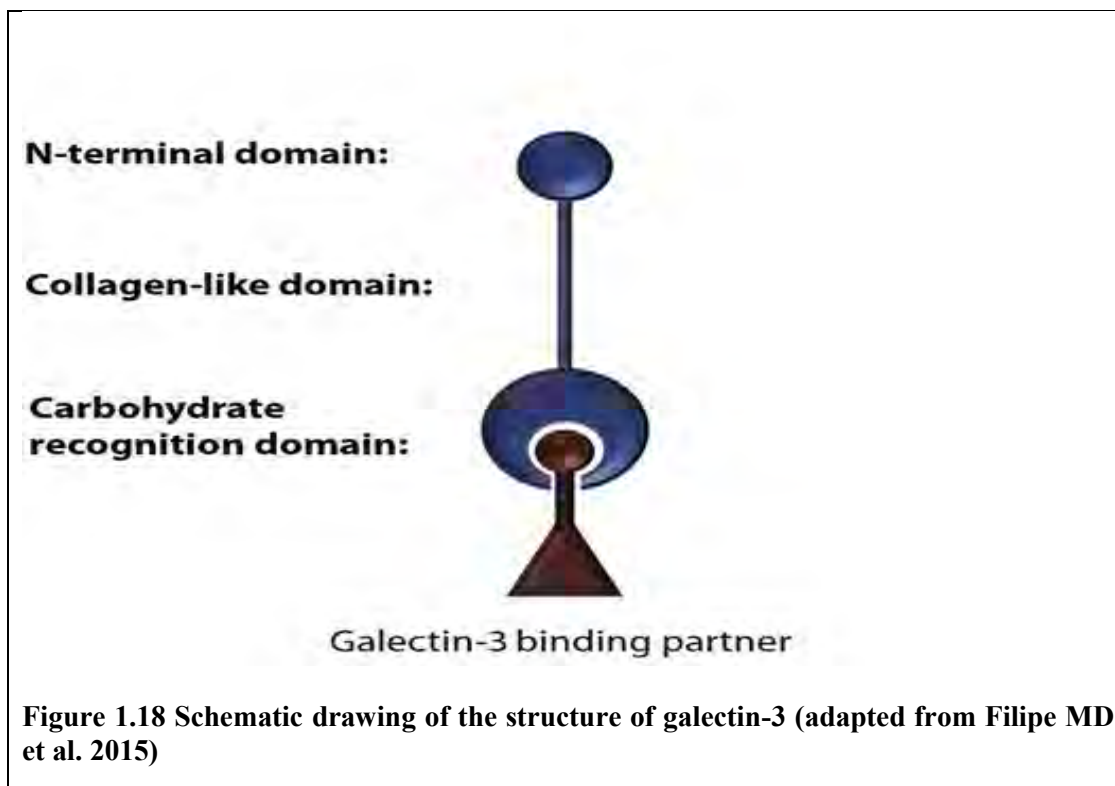 N-terminal domain:
Collagen-like domain:
Carbohydrate
recognition domain:
Galectin-3 binding partner
Figure 1.18 Schematic drawing of the structure of galectin-3 (adapted from Filipe MD
et al. 2015)